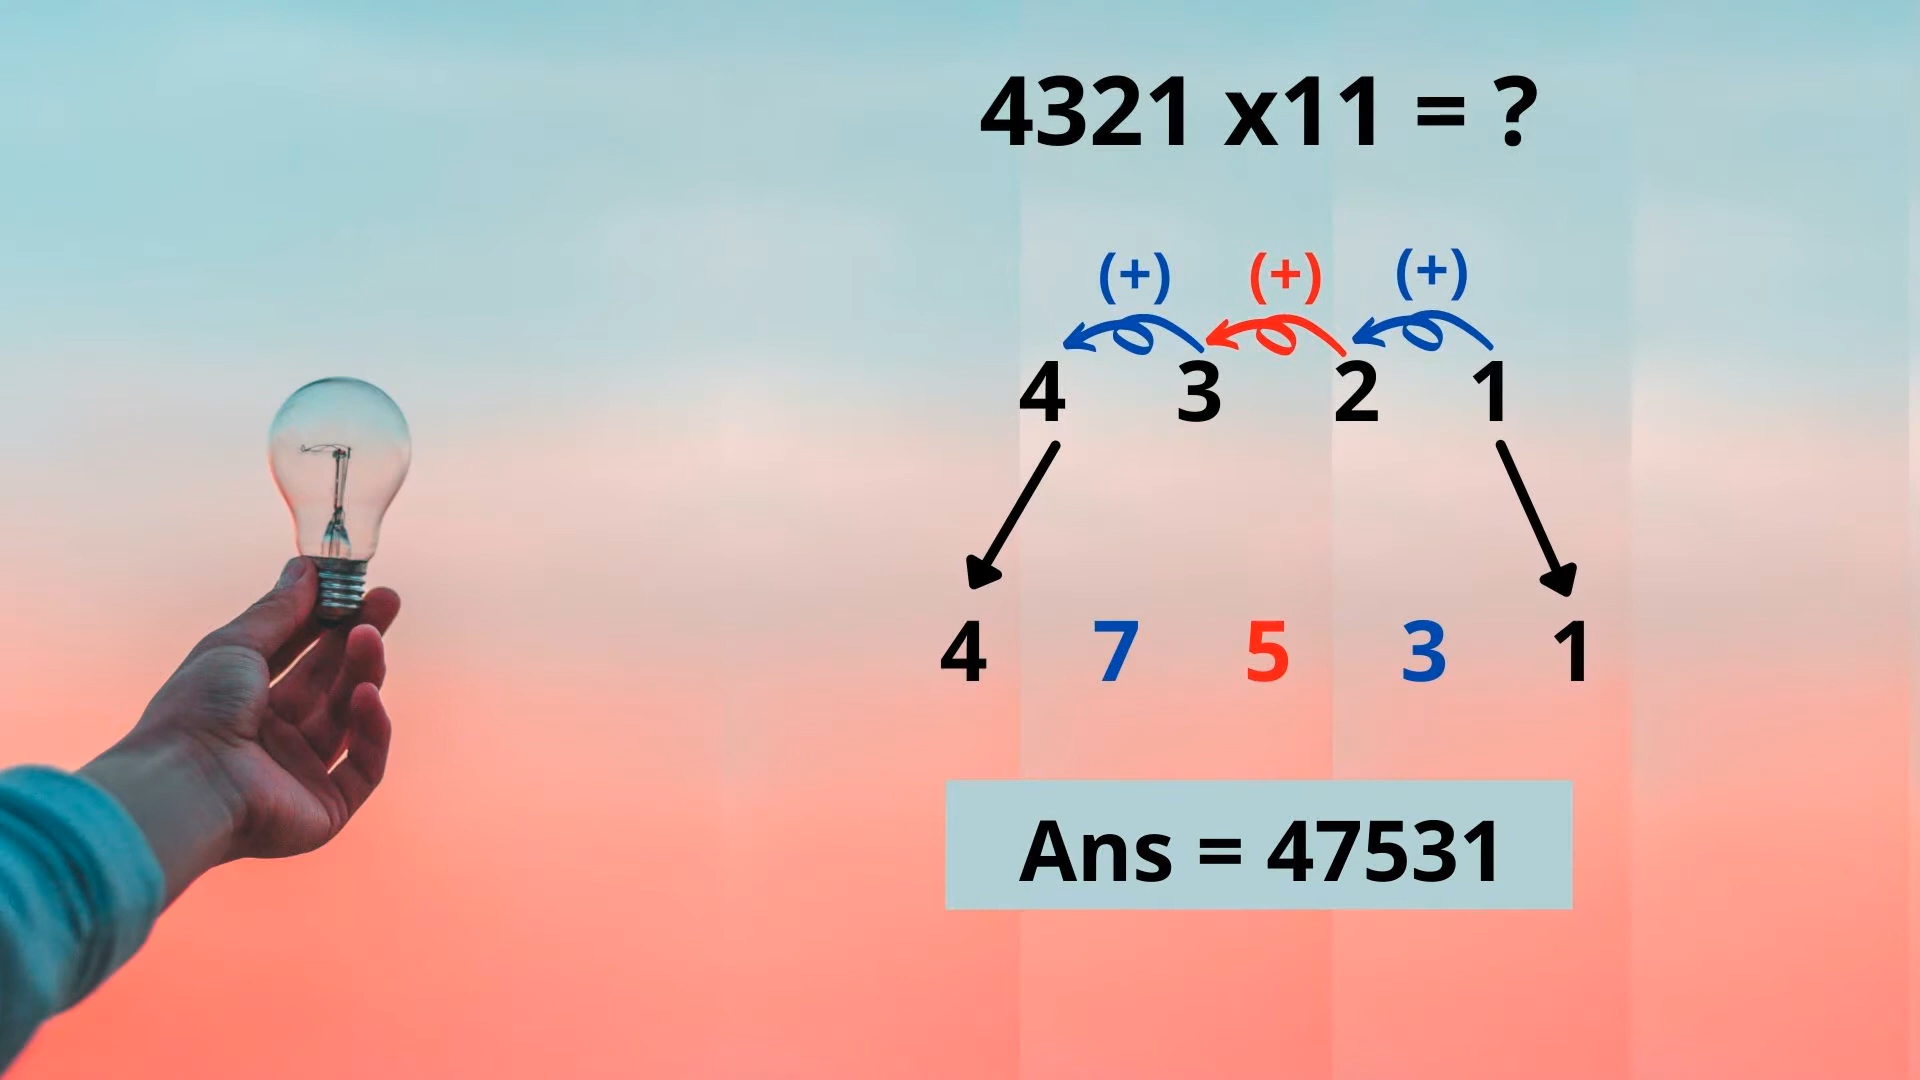 4321 x11 = ?
(+) (+) (+)
4 3 2 1
4 7 5 3 1
Ans = 47531